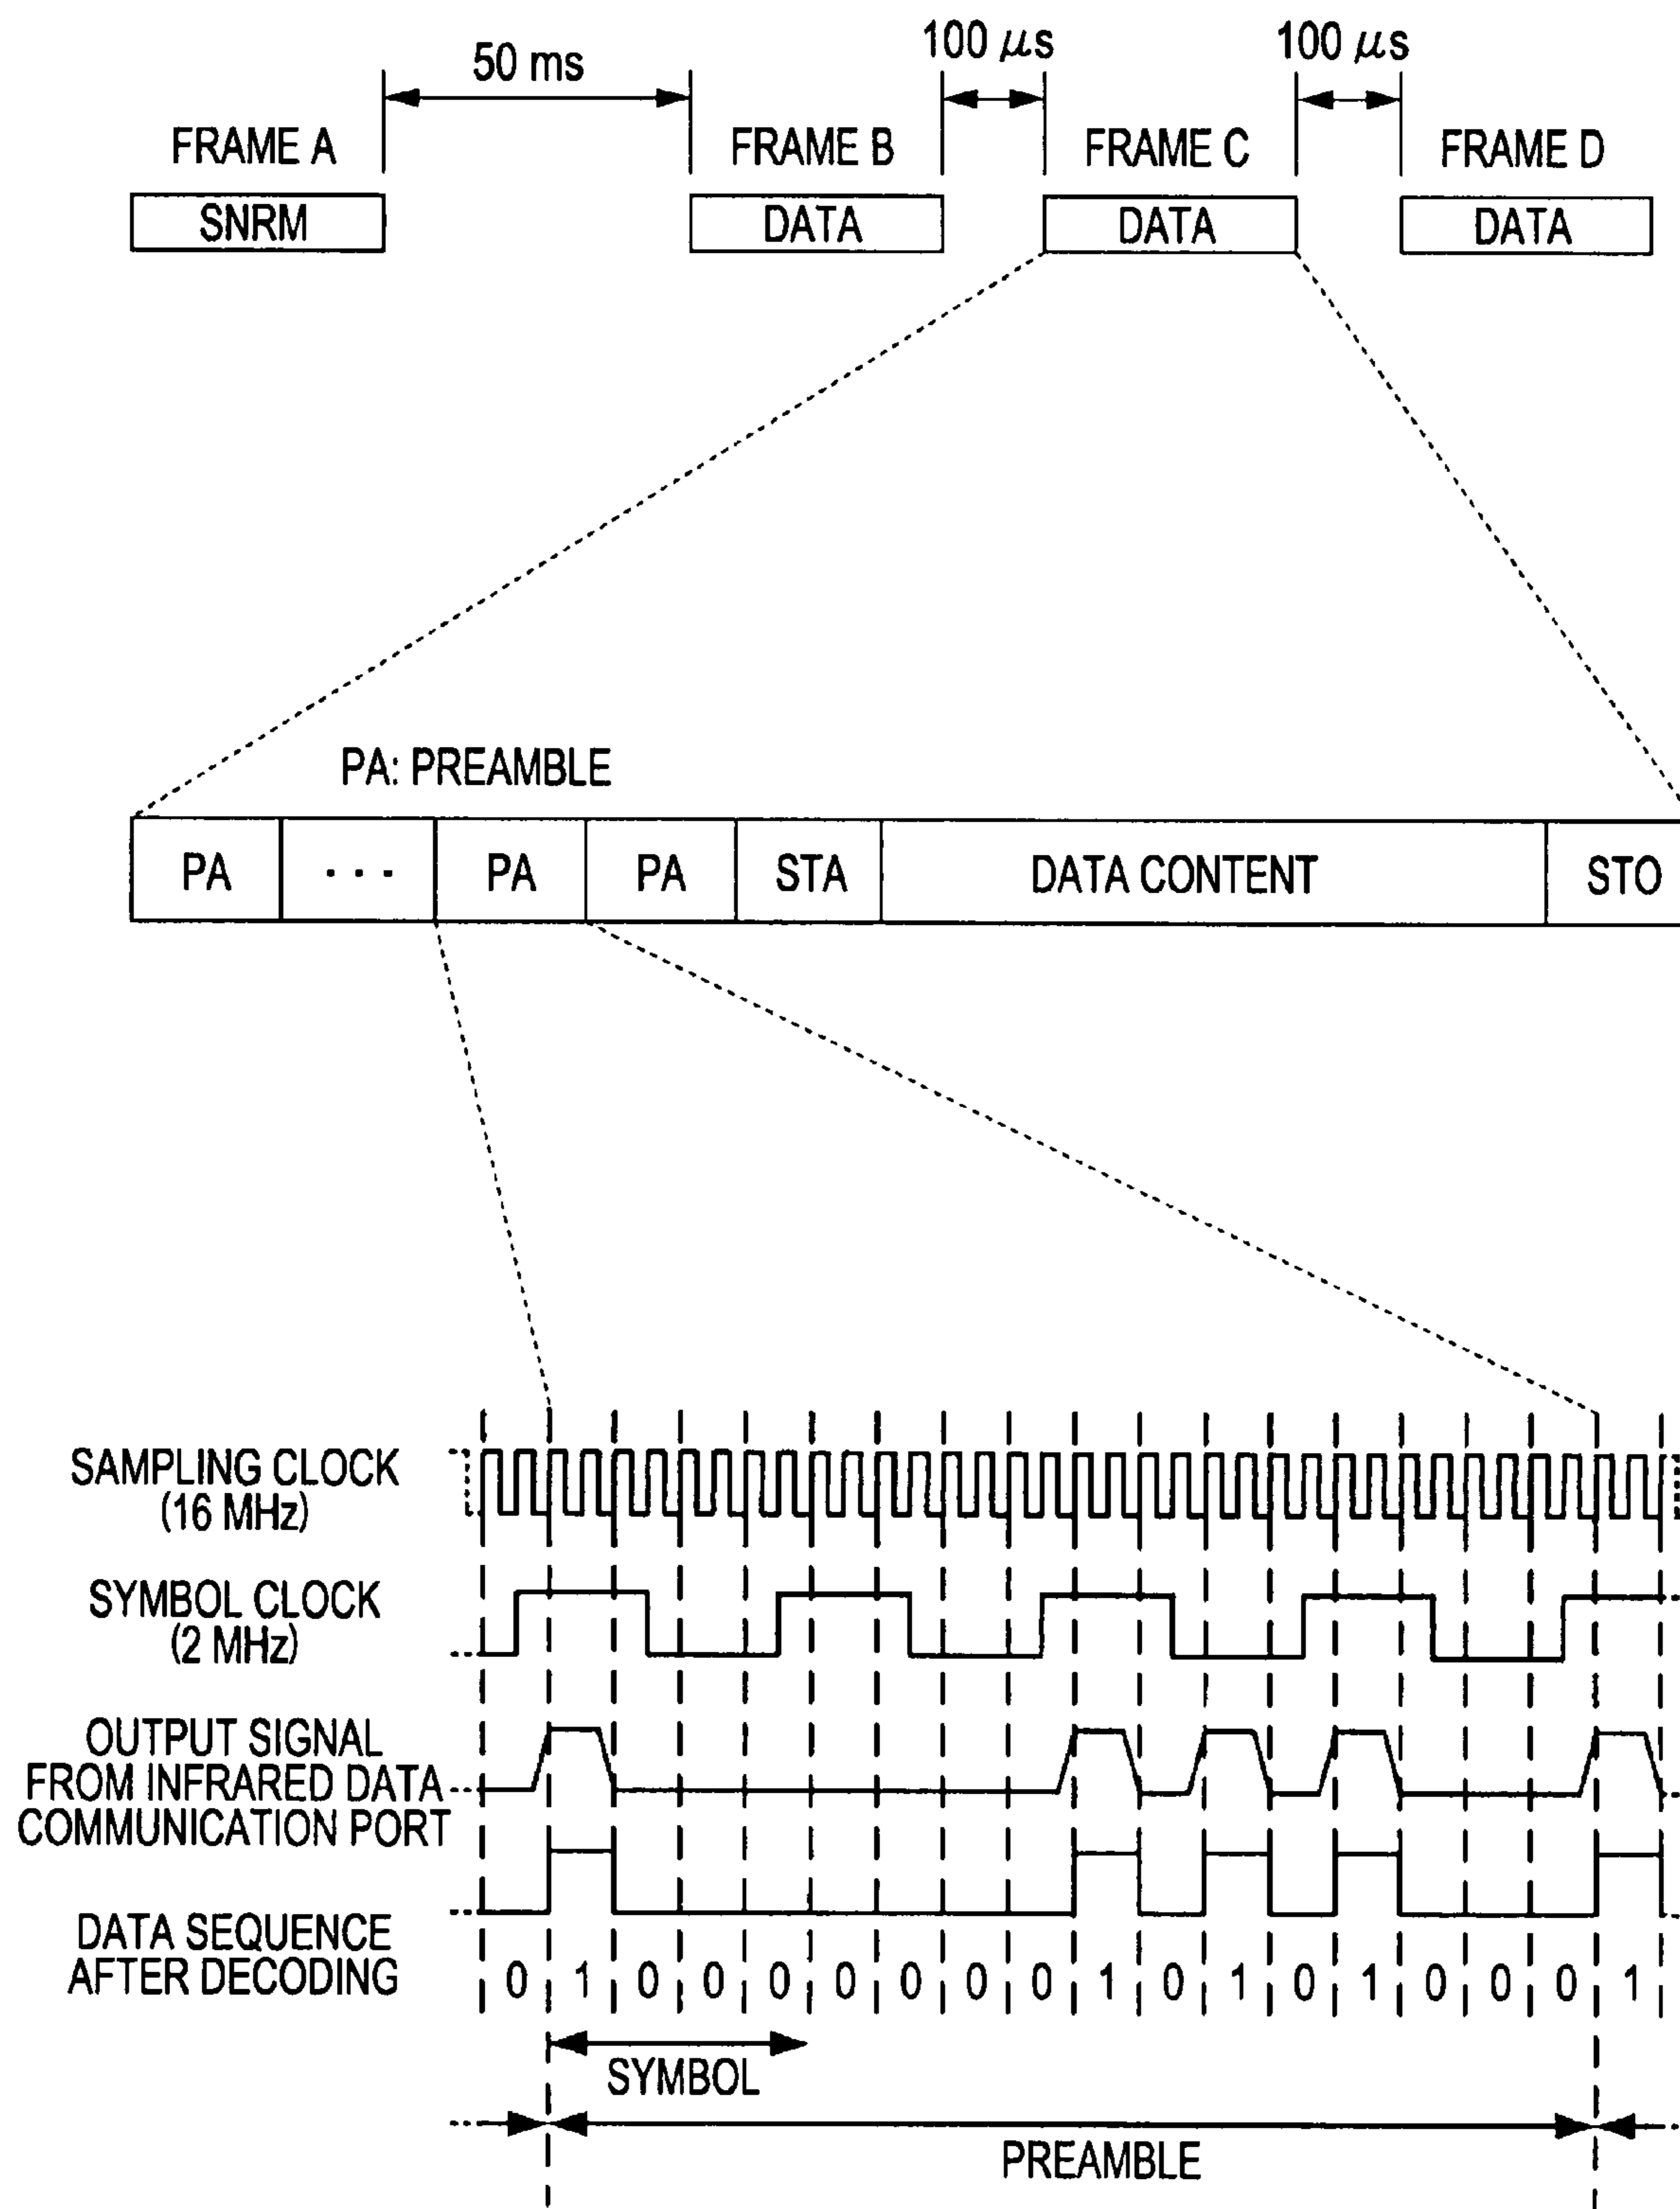 50 ms
100 μs
100 μs
FRAME A
FRAME B
FRAME C
FRAME D
SNRM
DATA
DATA
DATA
PA: PREAMBLE
PA
· · ·
PA
PA
STA
DATA CONTENT
STO
SAMPLING CLOCK
(16 MHz)
SYMBOL CLOCK
(2 MHz)
OUTPUT SIGNAL
FROM INFRARED DATA
COMMUNICATION PORT
DATA SEQUENCE
AFTER DECODING
0 1 0 0 0 0 0 0 0 1 0 1 0 1 0 0 0 1
SYMBOL
PREAMBLE